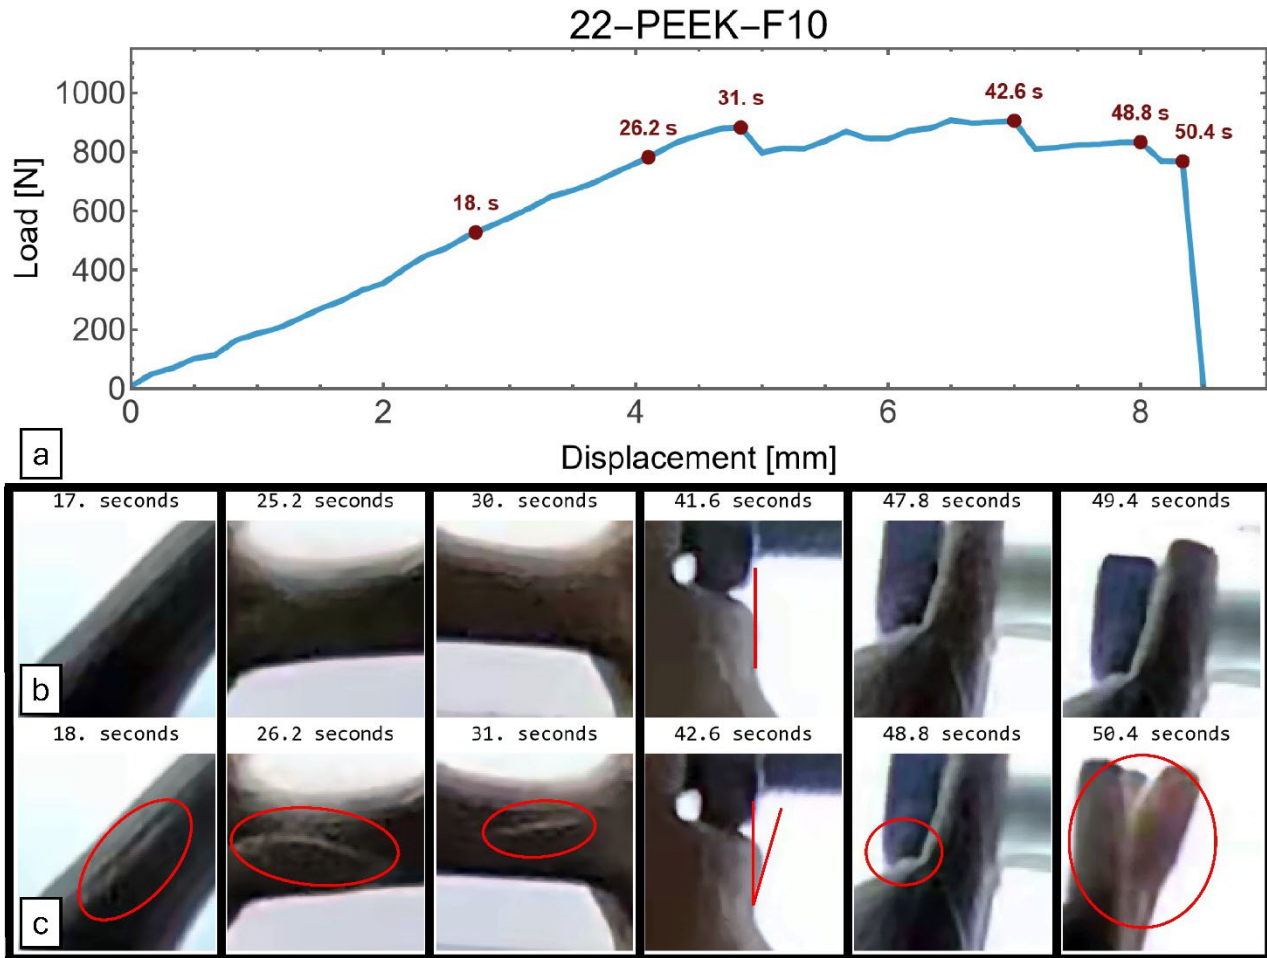 22−PEEK−F10
Load [N]
1000
800
600
400
200
0
18. s
26.2 s
31. s
42.6 s
48.8 s
50.4 s
0 2 4 6 8
Displacement [mm]
a
17. seconds 25.2 seconds 30. seconds 41.6 seconds 47.8 seconds 49.4 seconds
b
18. seconds 26.2 seconds 31. seconds 42.6 seconds 48.8 seconds 50.4 seconds
c